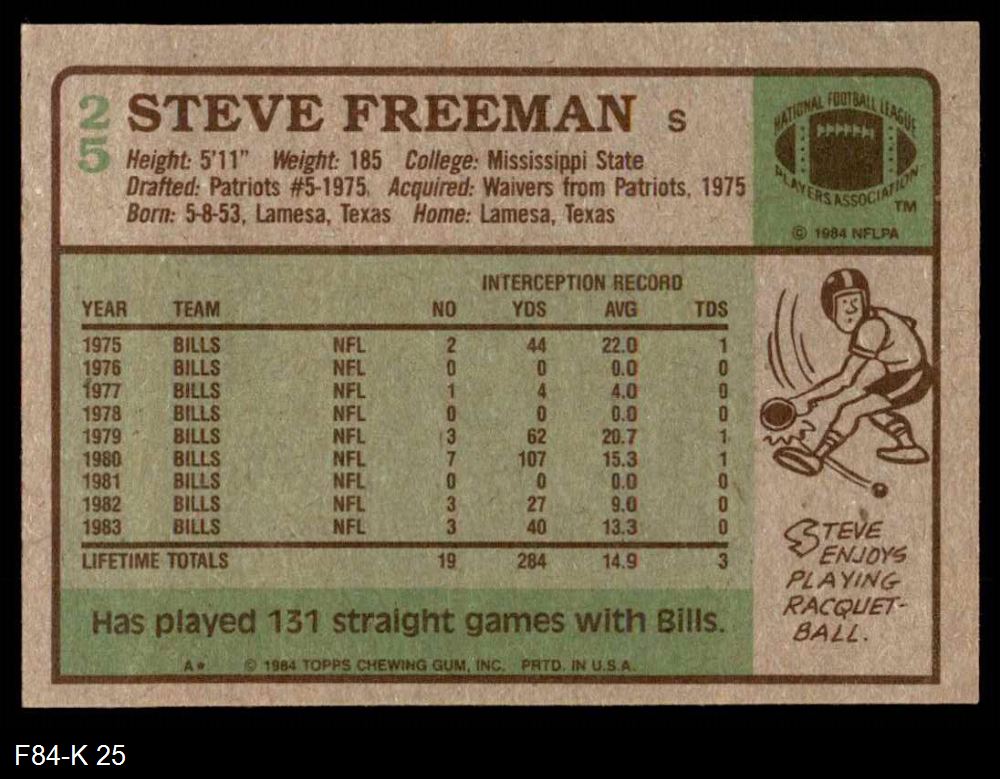 25
STEVE FREEMAN S
Height: 5'11" Weight: 185 College: Mississippi State
Drafted: Patriots #5-1975. Acquired: Waivers from Patriots, 1975
Born: 5-8-53, Lamesa, Texas Home: Lamesa, Texas
NATIONAL FOOTBALL LEAGUE
PLAYERS ASSOCIATION
TM
© 1984 NFLPA
INTERCEPTION RECORD
YEAR TEAM NO YDS AVG TDS
1975 BILLS NFL 2 44 22.0 1
1976 BILLS NFL 0 0 0.0 0
1977 BILLS NFL 1 4 4.0 0
1978 BILLS NFL 0 0 0.0 0
1979 BILLS NFL 3 62 20.7 1
1980 BILLS NFL 7 107 15.3 1
1981 BILLS NFL 0 0 0.0 0
1982 BILLS NFL 3 27 9.0 0
1983 BILLS NFL 3 40 13.3 0
LIFETIME TOTALS 19 284 14.9 3
STEVE
ENJOYS
PLAYING
RACQUET-
BALL.
Has played 131 straight games with Bills.
A* © 1984 TOPPS CHEWING GUM, INC. PRTD. IN U.S.A.
F84-K 25